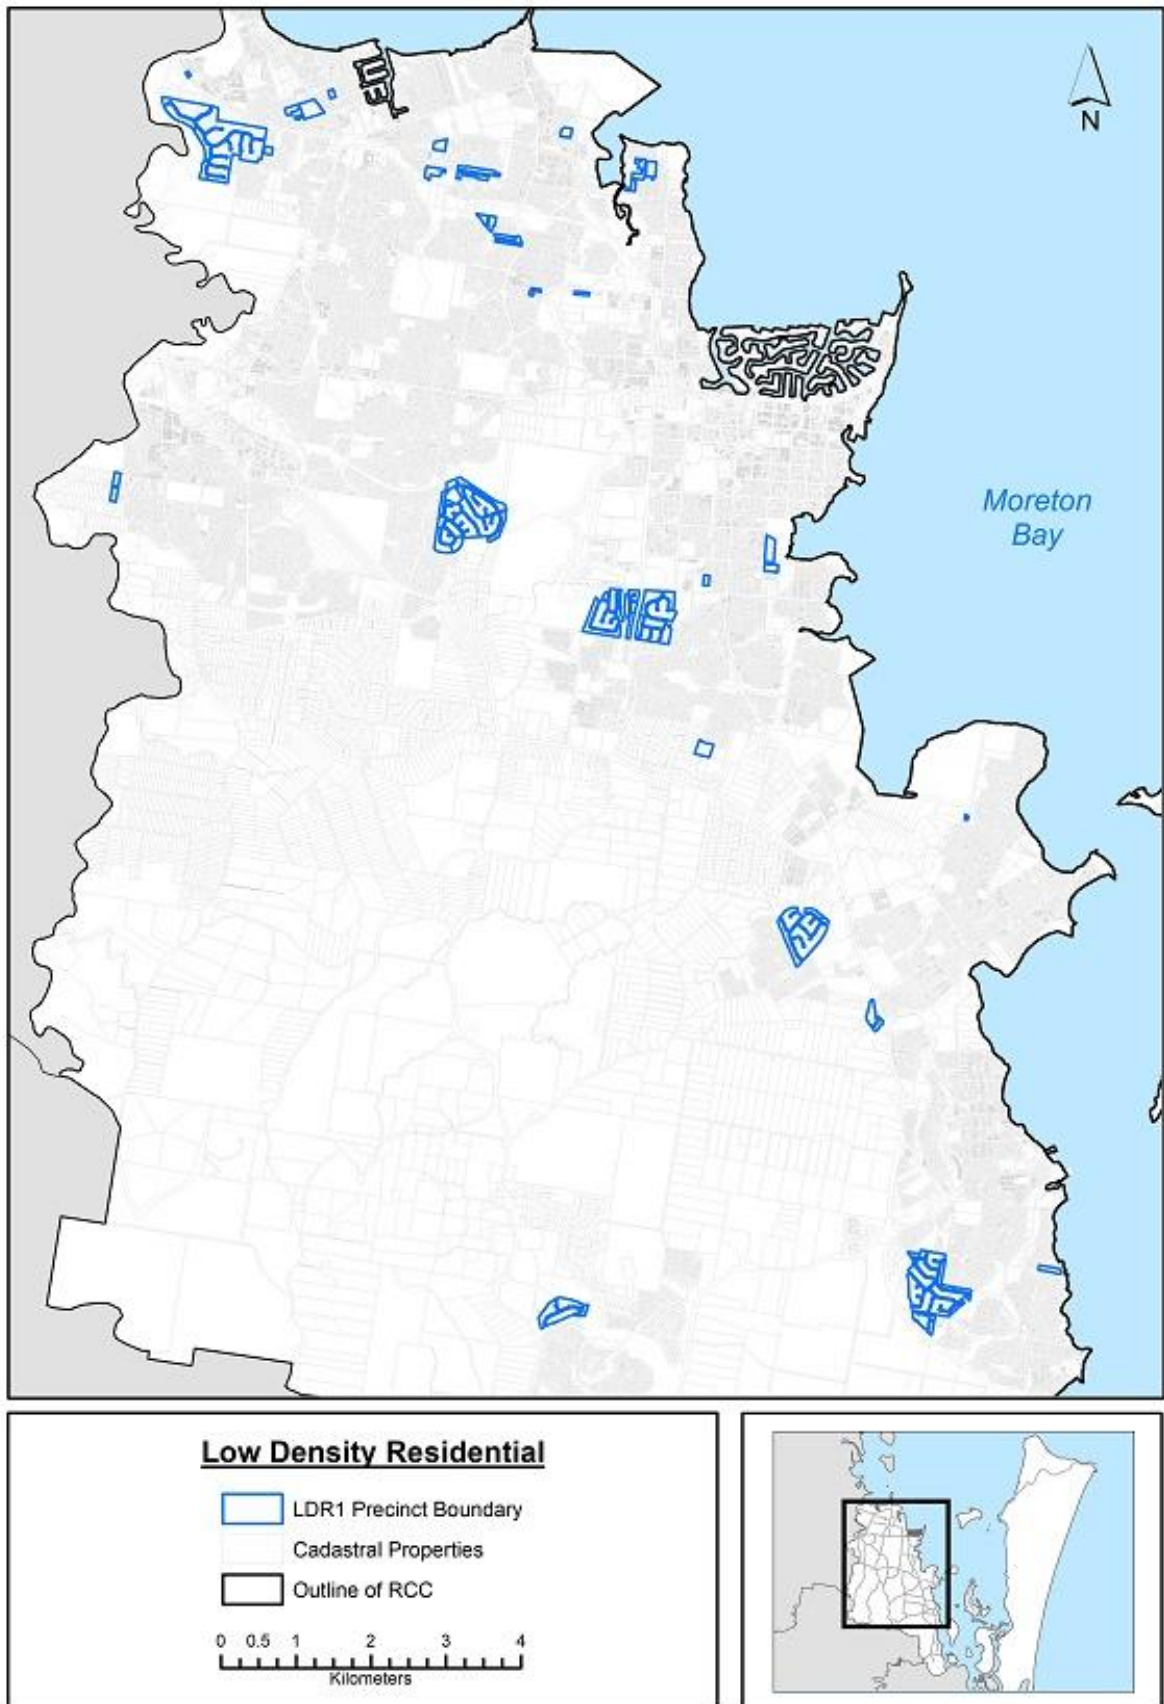 N
Moreton
Bay
Low Density Residential
LDR1 Precinct Boundary
Cadastral Properties
Outline of RCC
0 0.5 1 2 3 4
Kilometers